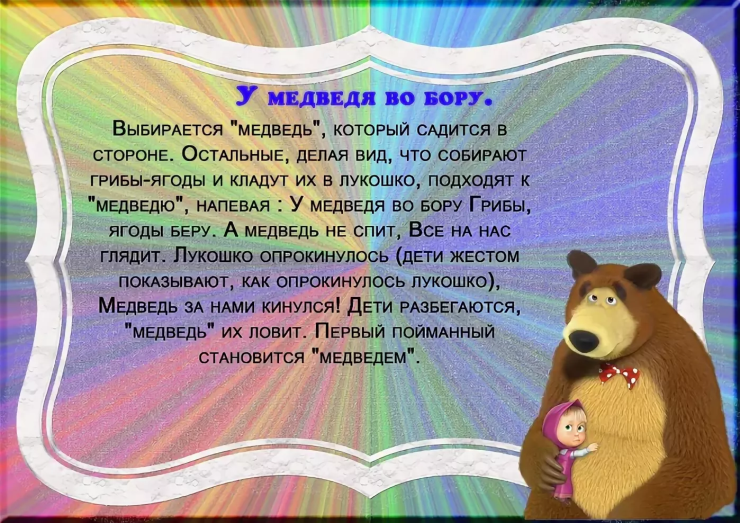 У медведя во бору.
Выбирается "медведь", который садится в
стороне. Остальные, делая вид, что собирают
грибы-ягоды и кладут их в лукошко, подходят к
"медведю", напевая : У медведя во бору Грибы,
ягоды беру. А медведь не спит, Все на нас
глядит. Лукошко опрокинулось (дети жестом
показывают, как опрокинулось лукошко),
Медведь за нами кинулся! Дети разбегаются,
"медведь" их ловит. Первый пойманный
становится "медведем".